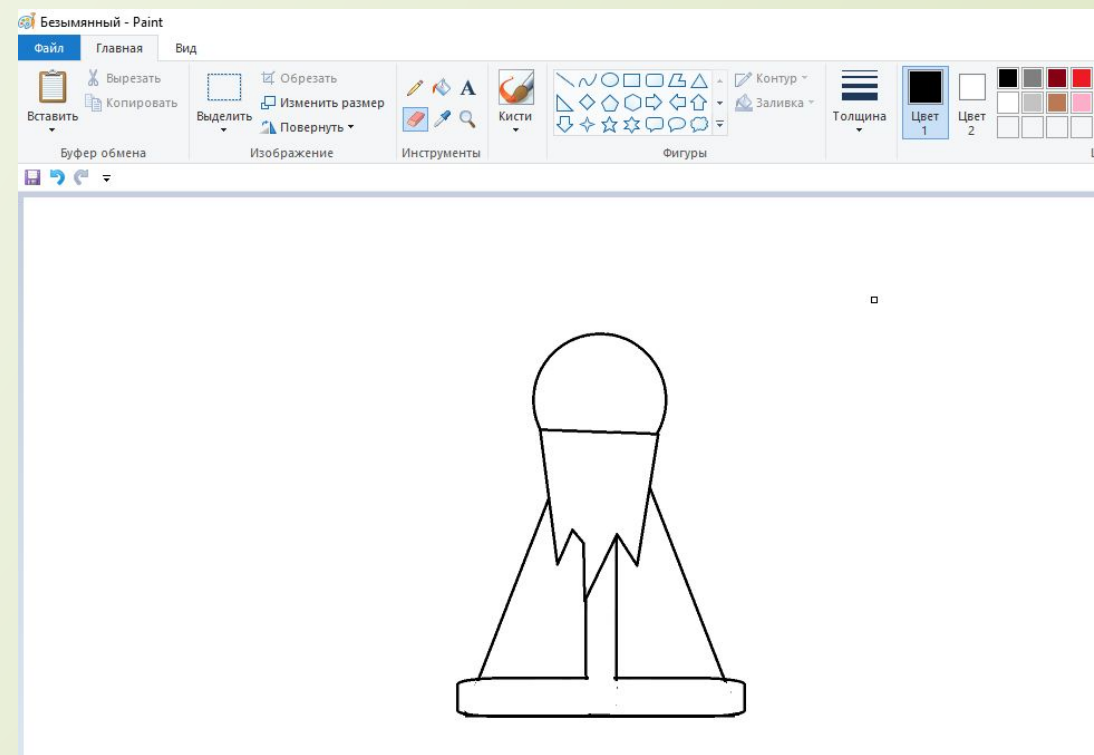 Безымянный - Paint
Файл Главная Вид
Вставить
Вырезать
Копировать
Буфер обмена
Выделить
Обрезать
Изменить размер
Повернуть
Изображение
A
Инструменты
Кисти
Контур
Заливка
Фигуры
Толщина
Цвет
1
Цвет
2